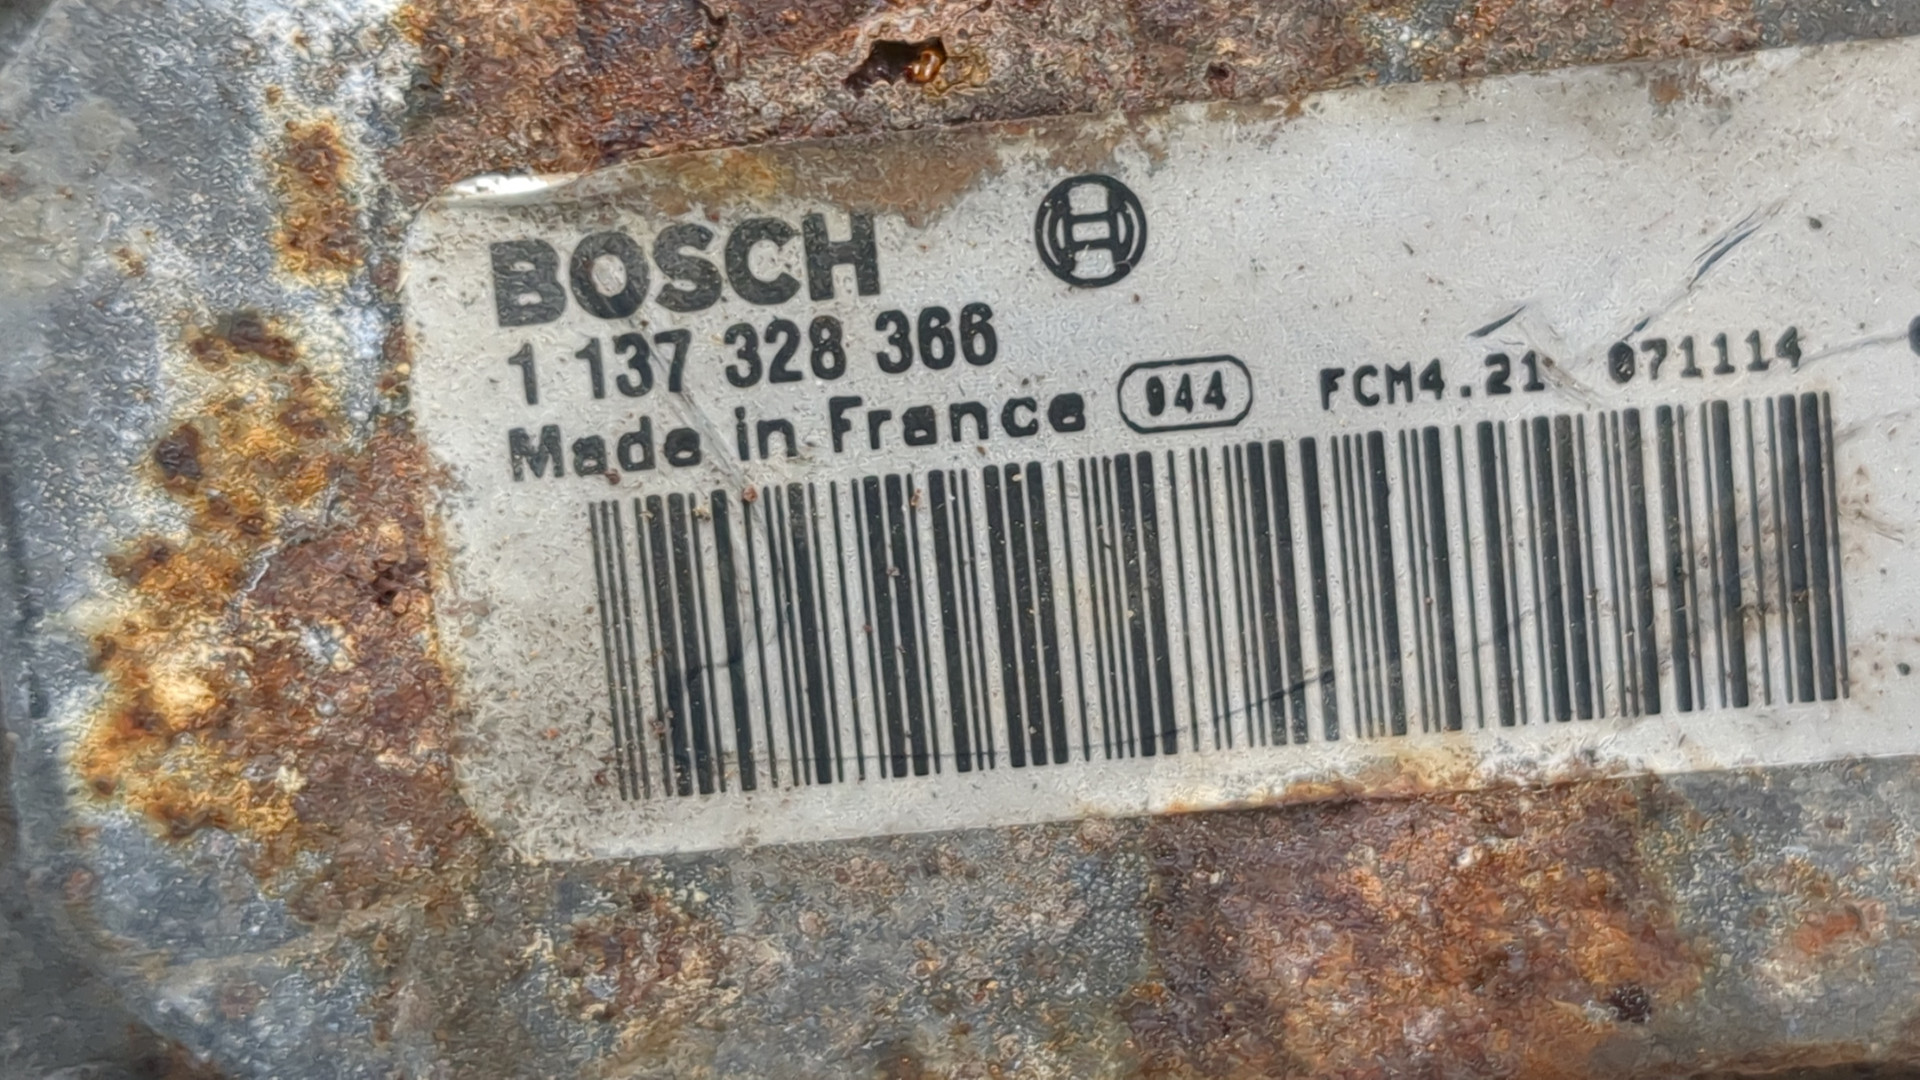 BOSCH
1 137 328 366
Made in France 944 FCM4.21 071114